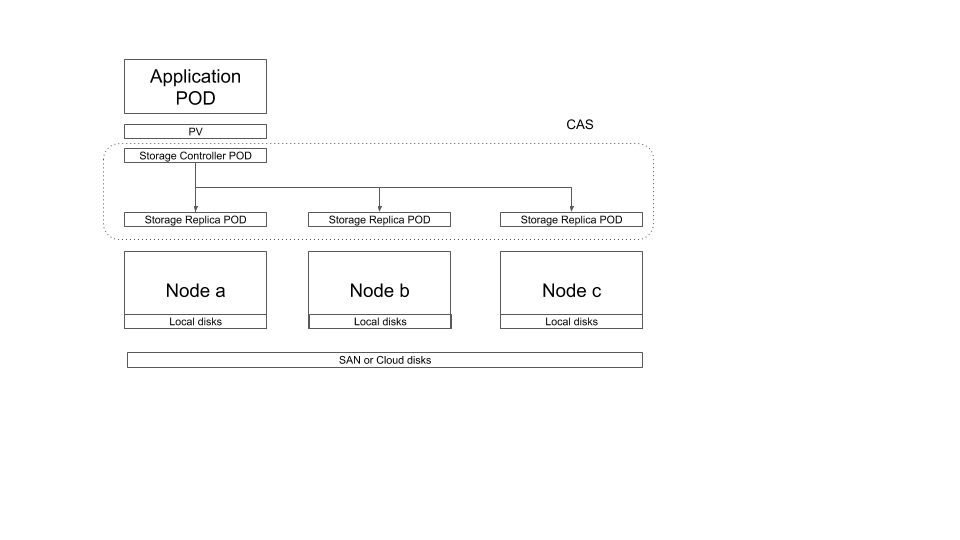 Application
POD
CAS
PV
Storage Controller POD
Storage Replica POD
Storage Replica POD
Storage Replica POD
Node a
Node b
Node c
Local disks
Local disks
Local disks
SAN or Cloud disks